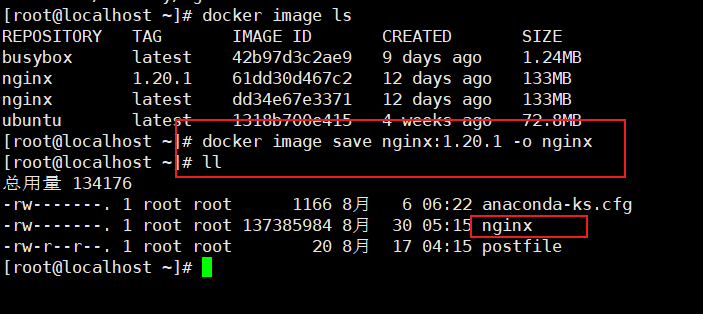 [root@localhost ~]# docker image ls
REPOSITORY   TAG       IMAGE ID       CREATED        SIZE
busybox      latest    42b97d3c2ae9   9 days ago     1.24MB
nginx        1.20.1    61dd30d467c2   12 days ago    133MB
nginx        latest    dd34e67e3371   12 days ago    133MB
ubuntu       latest    1318b700e415   4 weeks ago    72.8MB
[root@localhost ~]# docker image save nginx:1.20.1 -o nginx
[root@localhost ~]# ll
总用量 134176
-rw-------. 1 root root      1166 8月   6 06:22 anaconda-ks.cfg
-rw-------. 1 root root 137385984 8月  30 05:15 nginx
-rw-r--r--. 1 root root        20 8月  17 04:15 postfile
[root@localhost ~]#